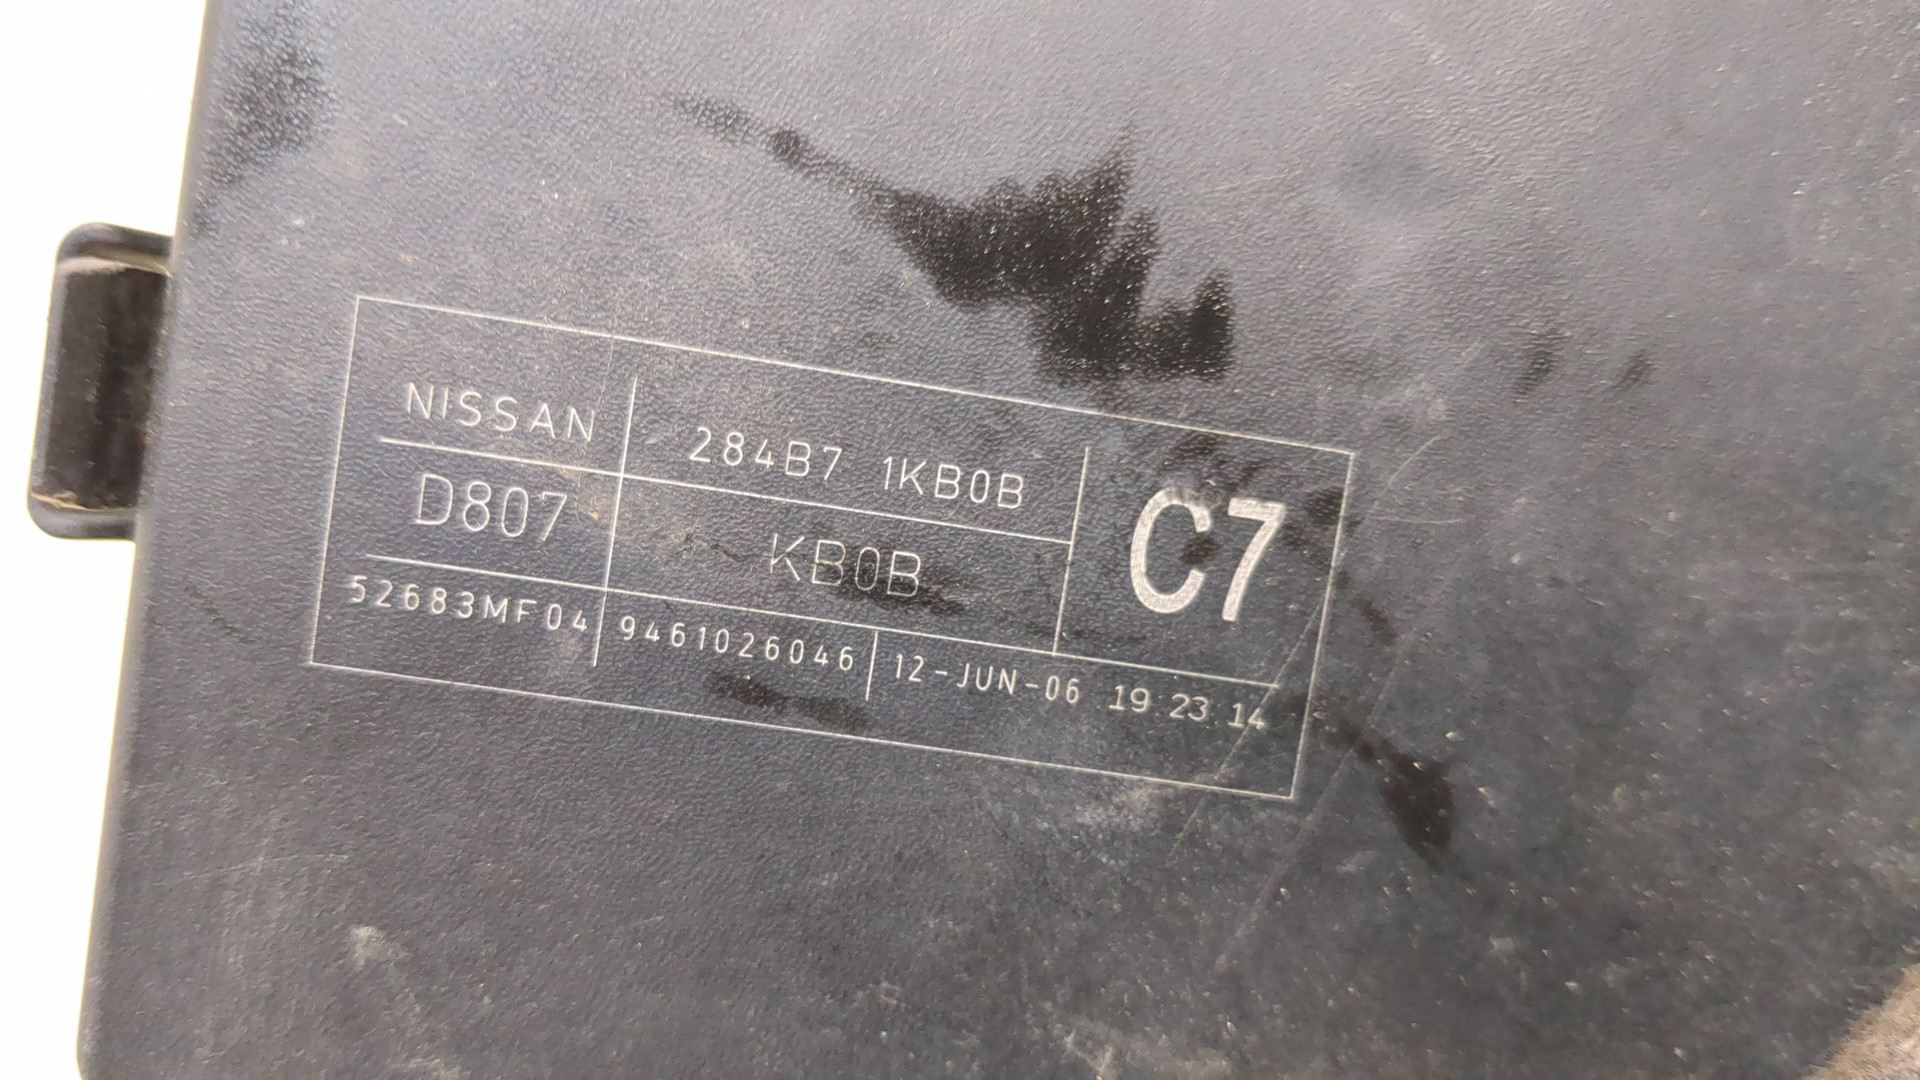 NISSAN 284B7 1KB0B C7
D807 KB0B
52683MF04 9461026046 12-JUN-06 19:23:14